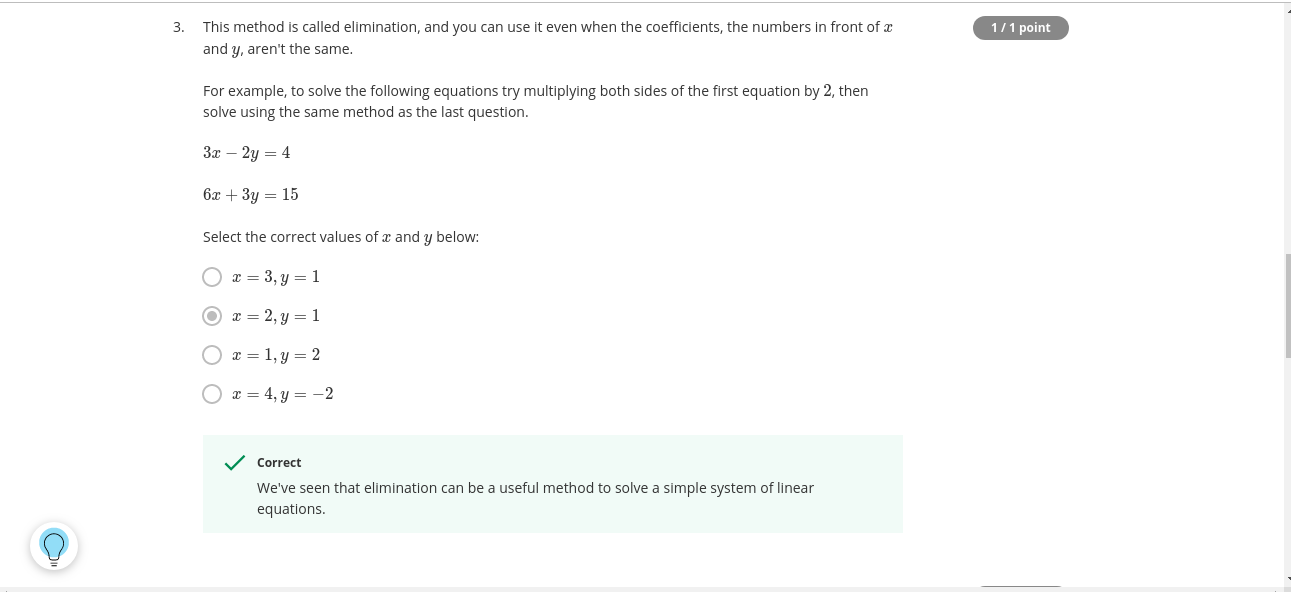 3. This method is called elimination, and you can use it even when the coefficients, the numbers in front of x
1 / 1 point
and y, aren't the same.
For example, to solve the following equations try multiplying both sides of the first equation by 2, then
solve using the same method as the last question.
3x − 2y = 4
6x + 3y = 15
Select the correct values of x and y below:
x = 3, y = 1
x = 2, y = 1
x = 1, y = 2
x = 4, y = −2
Correct
We've seen that elimination can be a useful method to solve a simple system of linear
equations.